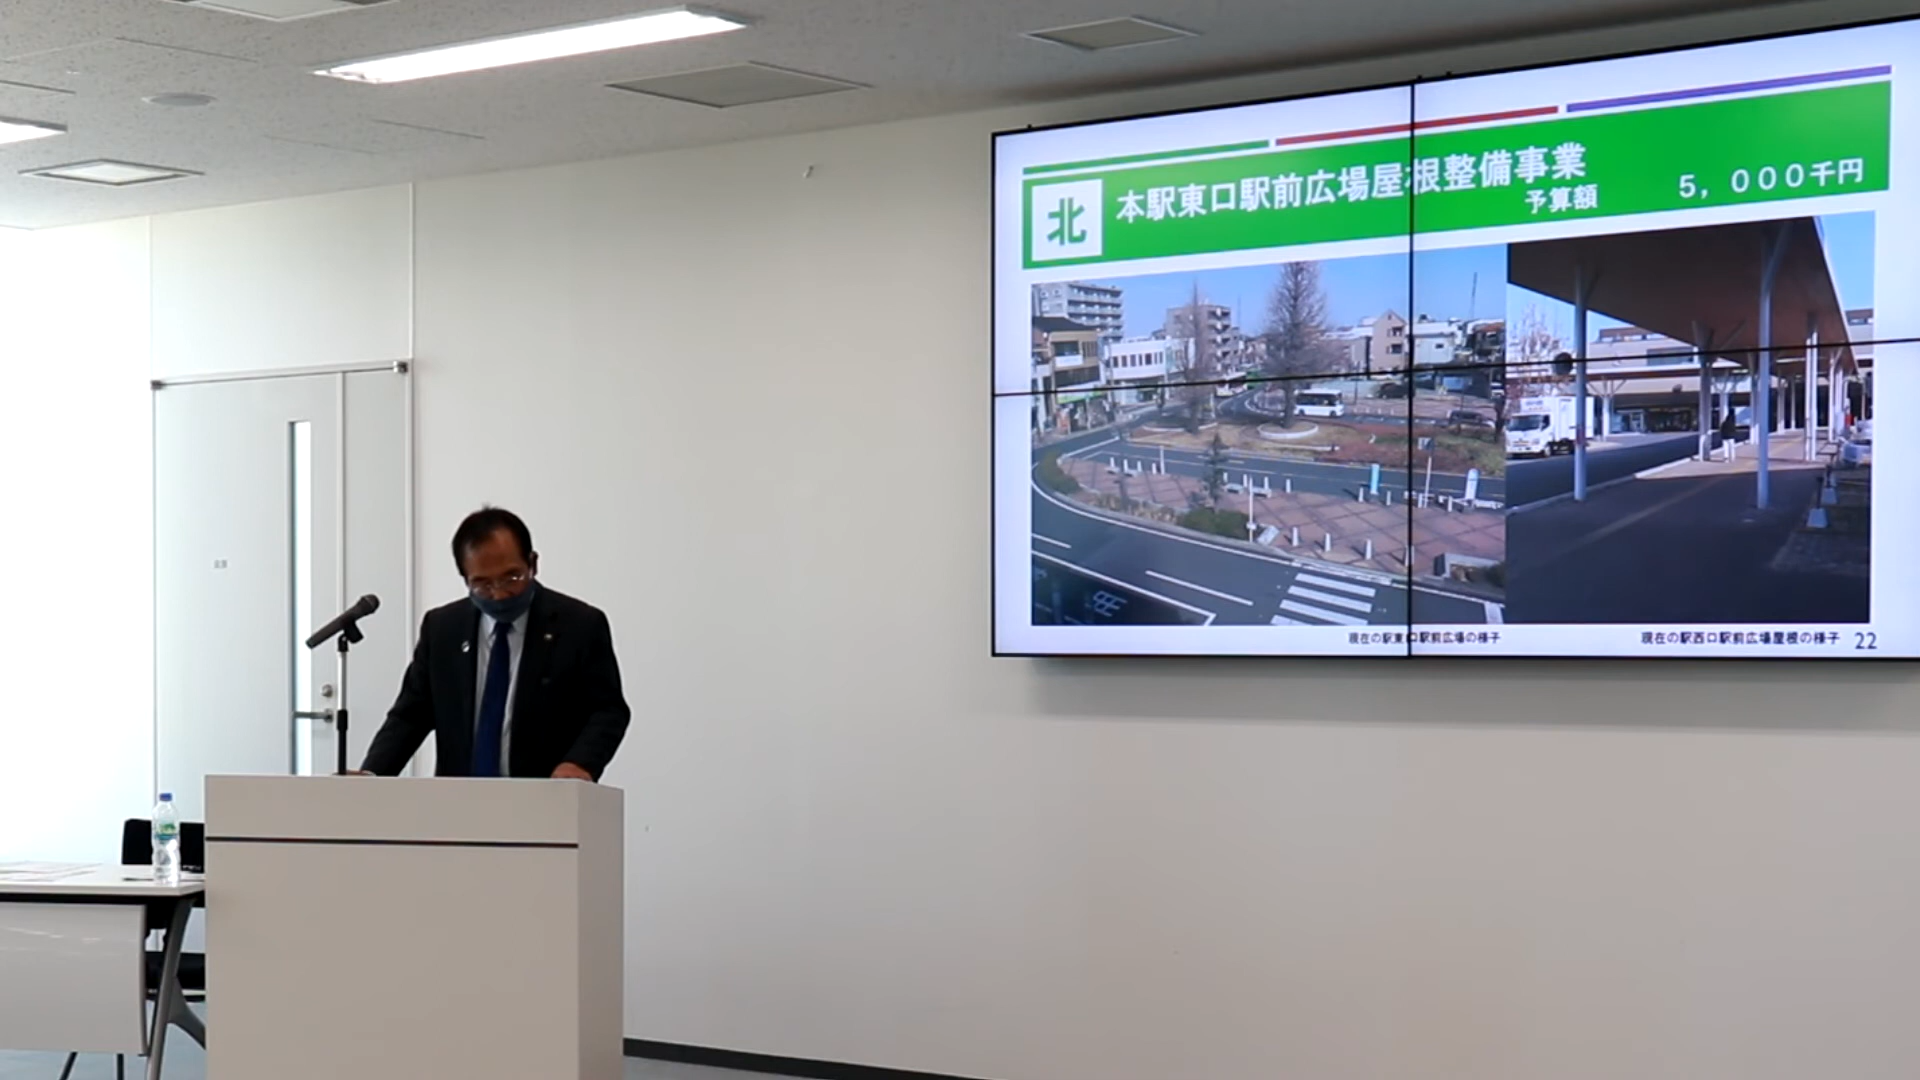 北
本駅東口駅前広場屋根整備事業
予算額 5,000千円
現在の駅東口駅前広場の様子
現在の駅西口駅前広場屋根の様子 22